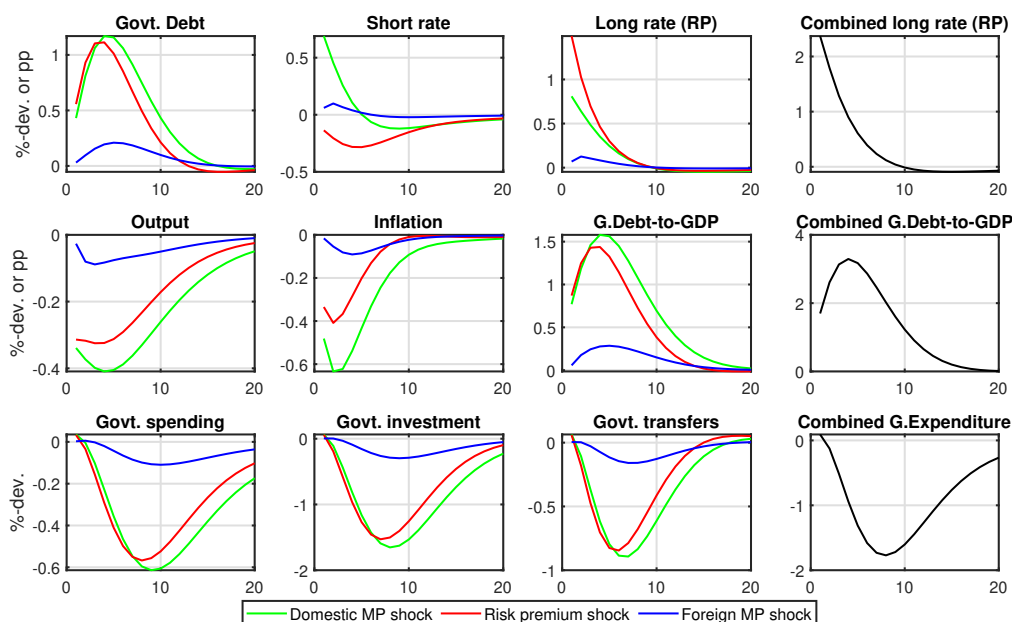 Govt. Debt
Short rate
Long rate (RP)
Combined long rate (RP)
%-dev. or pp
1
0.5
0
0 10 20
0.5
0
-0.5
0 10 20
1
0.5
0
0 10 20
2
1
0
0 10 20
Output
Inflation
G.Debt-to-GDP
Combined G.Debt-to-GDP
%-dev. or pp
0
-0.2
-0.4
0 10 20
0
-0.2
-0.4
-0.6
0 10 20
1.5
1
0.5
0
0 10 20
4
2
0
0 10 20
Govt. spending
Govt. investment
Govt. transfers
Combined G.Expenditure
%-dev.
0
-0.2
-0.4
-0.6
0 10 20
0
-1
-2
0 10 20
0
-0.5
-1
0 10 20
0
-1
-2
0 10 20
Domestic MP shock Risk premium shock Foreign MP shock